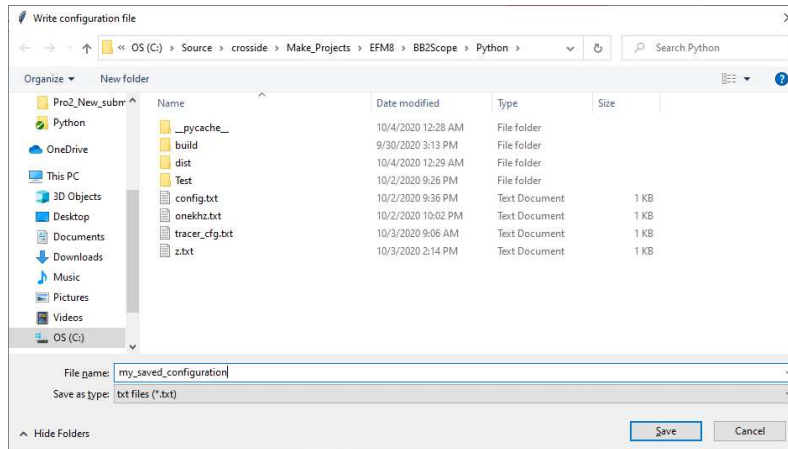 Write configuration file
« OS (C:) › Source › crosside › Make_Projects › EFM8 › BB2Scope › Python ›
Search Python
Organize
New folder
Pro2_New_subm
Python
OneDrive
This PC
3D Objects
Desktop
Documents
Downloads
Music
Pictures
Videos
OS (C:)
Name Date modified Type Size
__pycache__ 10/4/2020 12:28 AM File folder
build 9/30/2020 3:13 PM File folder
dist 10/4/2020 12:29 AM File folder
Test 10/2/2020 9:26 PM File folder
config.txt 10/2/2020 9:36 PM Text Document 1 KB
onekhz.txt 10/2/2020 10:02 PM Text Document 1 KB
tracer_cfg.txt 10/3/2020 9:06 AM Text Document 1 KB
z.txt 10/3/2020 2:14 PM Text Document 1 KB
File name: my_saved_configuration
Save as type: txt files (*.txt)
Hide Folders
Save
Cancel